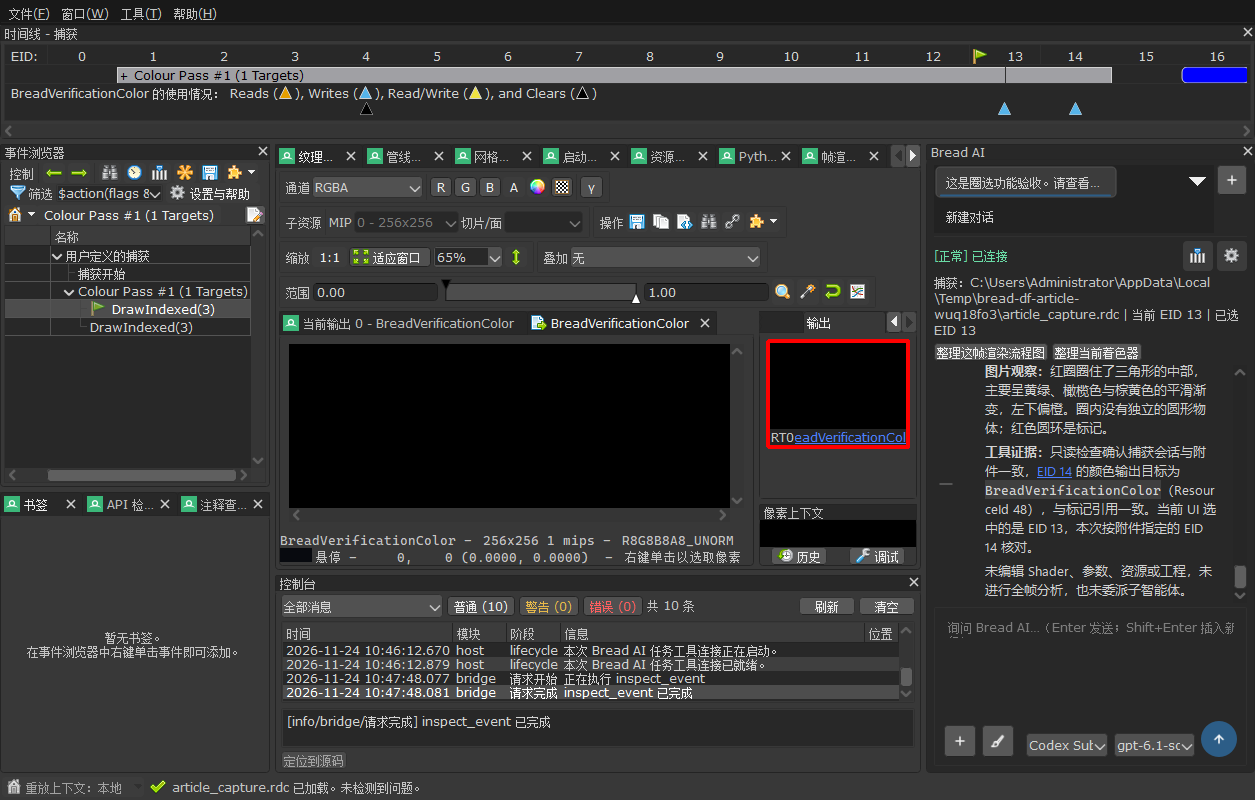 文件(F) 窗口(W) 工具(T) 帮助(H)
时间线 - 捕获
EID: 0 1 2 3 4 5 6 7 8 9 10 11 12 13 14 15 16
+ Colour Pass #1 (1 Targets)
BreadVerificationColor 的使用情况： Reads ( ), Writes ( ), Read/Write ( ), and Clears ( )
事件浏览器
控制
筛选 $action(flags & 设置与帮助
Colour Pass #1 (1 Targets)
名称
用户定义的捕获
捕获开始
Colour Pass #1 (1 Targets)
DrawIndexed(3)
DrawIndexed(3)
书签 API 检... 注释查...
暂无书签。
在事件浏览器中右键单击事件即可添加。
纹理... 管线... 网格... 启动... 资源... Pyth... 帧渲...
通道 RGBA R G B A γ
子资源 MIP 0 - 256x256 切片/面 操作
缩放 1:1 适应窗口 65% 叠加 无
范围 0.00 1.00
当前输出 0 - BreadVerificationColor BreadVerificationColor
输出
RT0eadVerificationCol
像素上下文
历史 调试
BreadVerificationColor - 256x256 1 mips - R8G8B8A8_UNORM
悬停 - 0, 0 (0.0000, 0.0000) - 右键单击以选取像素
控制台
全部消息 普通 (10) 警告 (0) 错误 (0) 共 10 条 刷新 清空
时间 模块 阶段 信息 位置
2026-11-24 10:46:12.670 host lifecycle 本次 Bread AI 任务工具连接正在启动。
2026-11-24 10:46:12.879 host lifecycle 本次 Bread AI 任务工具连接已就绪。
2026-11-24 10:47:48.077 bridge 请求开始 正在执行 inspect_event
2026-11-24 10:47:48.081 bridge 请求完成 inspect_event 已完成
[info/bridge/请求完成] inspect_event 已完成
定位到源码
Bread AI
这是圈选功能验收。请查看...
新建对话
[正常] 已连接
捕获：C:\Users\Administrator\AppData\Local
\Temp\bread-df-article-
wuq18fo3\article_capture.rdc | 当前 EID 13 | 已选
EID 13
整理这帧渲染流程图 整理当前着色器
图片观察：红圈圈住了三角形的中部，
主要呈黄绿、橄榄色与棕黄色的平滑渐
变，左下偏橙。圈内没有独立的圆形物
体；红色圆环是标记。
工具证据：只读检查确认捕获会话与附
件一致，EID 14 的颜色输出目标为
BreadVerificationColor（Resour
ceId 48），与标记引用一致。当前 UI 选
中的是 EID 13，本次按附件指定的 EID
14 核对。
未编辑 Shader、参数、资源或工程，未
进行全帧分析，也未委派子智能体。
询问 Bread AI...（Enter 发送；Shift+Enter 插入新
Codex Sub gpt-6.1-so
重放上下文：本地 article_capture.rdc 已加载。未检测到问题。